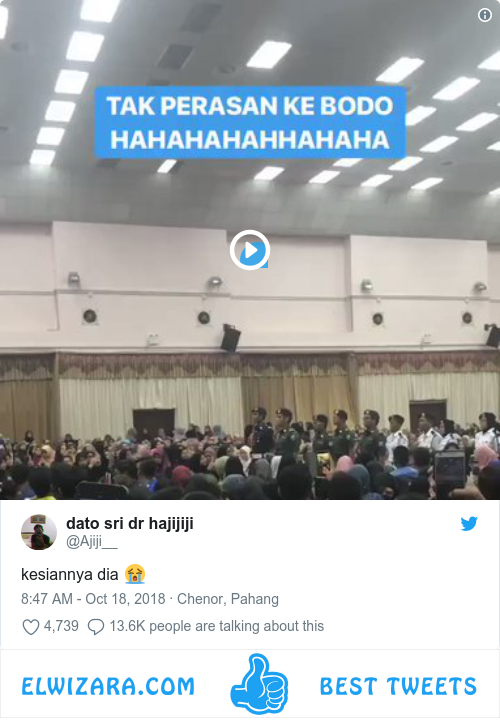 TAK PERASAN KE BODO
HAHAHAHAHHAHAHA
dato sri dr hajijiji
@Ajiji__
kesiannya dia 😭
8:47 AM - Oct 18, 2018 · Chenor, Pahang
4,739 13.6K people are talking about this
ELWIZARA.COM BEST TWEETS